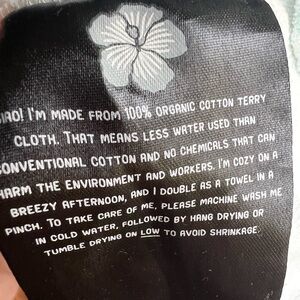 IAO! I'M MADE FROM 100% ORGANIC COTTON TERRY
CLOTH. THAT MEANS LESS WATER USED THAN
CONVENTIONAL COTTON AND NO CHEMICALS THAT CAN
HARM THE ENVIRONMENT AND WORKERS. I'M COZY ON A
BREEZY AFTERNOON, AND I DOUBLE AS A TOWEL IN A
PINCH. TO TAKE CARE OF ME, PLEASE MACHINE WASH ME
IN COLD WATER, FOLLOWED BY HANG DRYING OR
TUMBLE DRYING ON LOW TO AVOID SHRINKAGE.